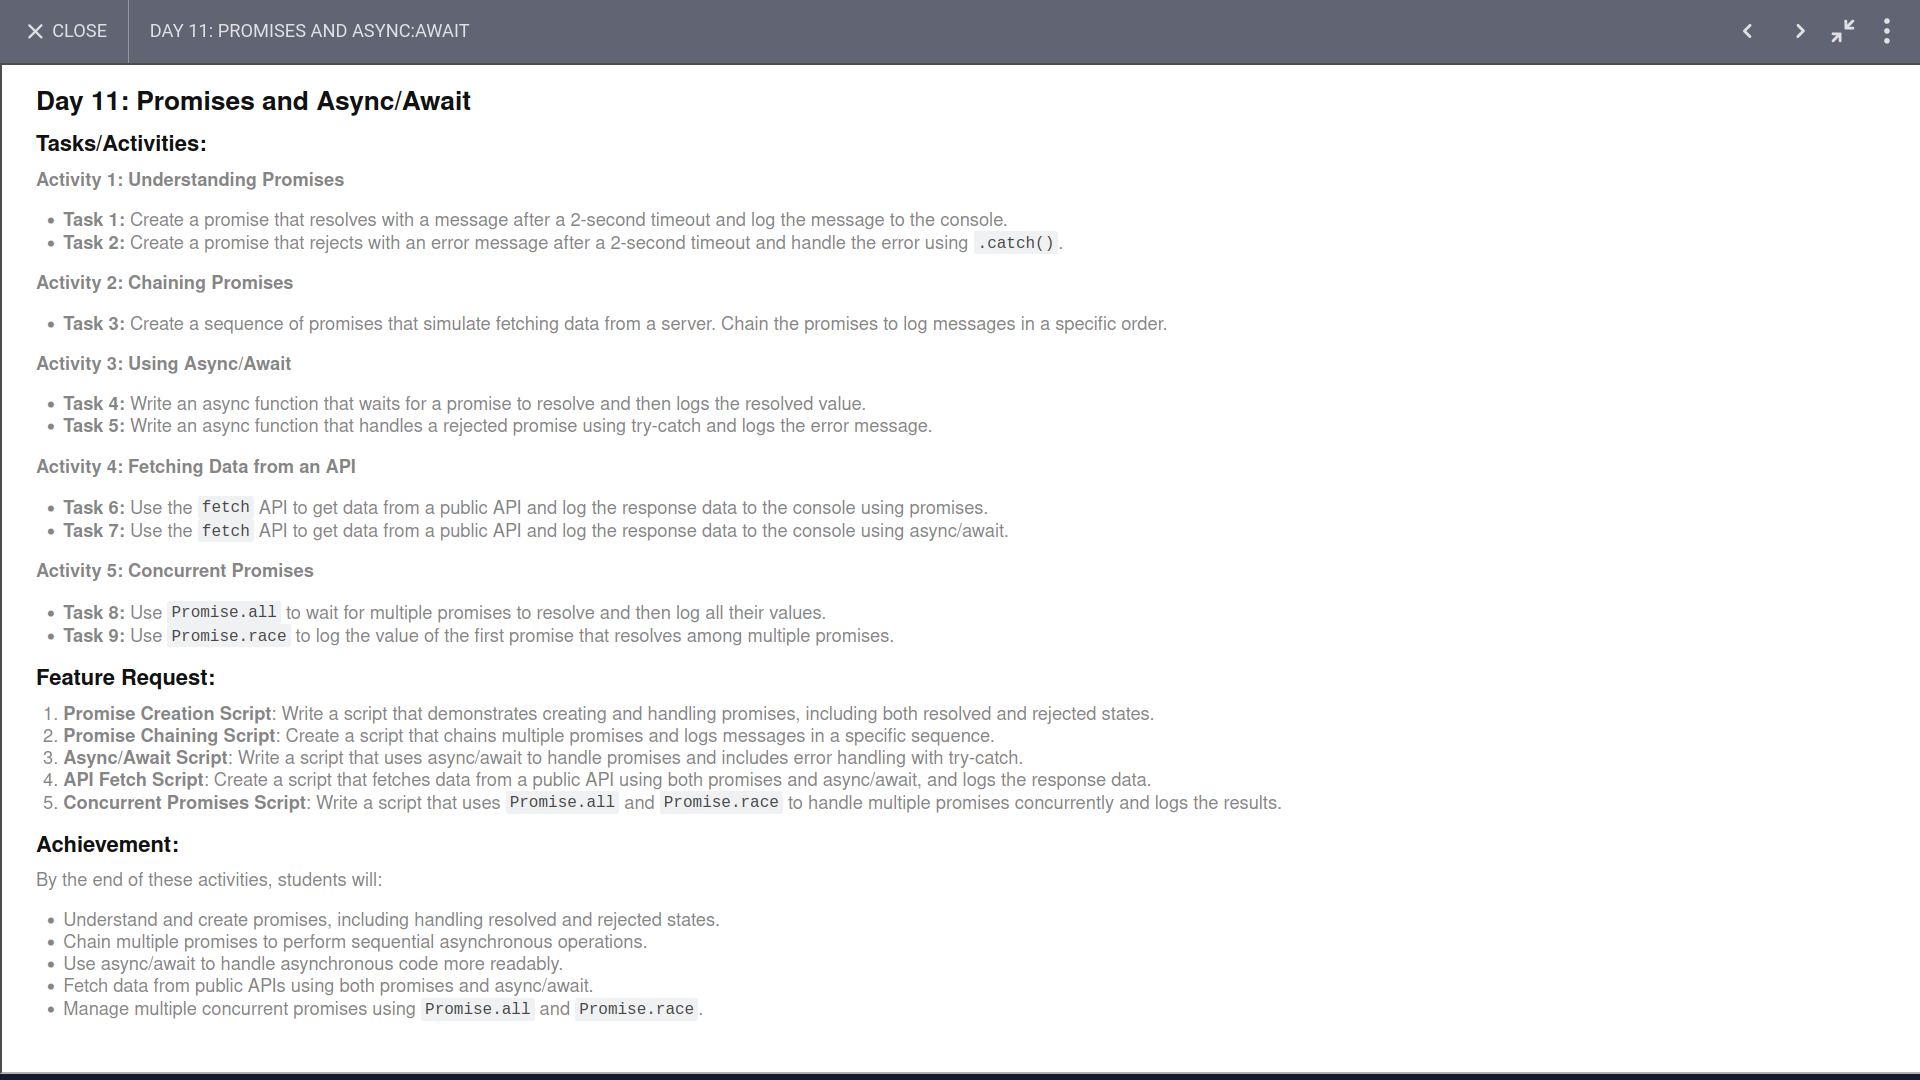 CLOSE
DAY 11: PROMISES AND ASYNC:AWAIT
Day 11: Promises and Async/Await
Tasks/Activities:
Activity 1: Understanding Promises
• Task 1: Create a promise that resolves with a message after a 2-second timeout and log the message to the console.
• Task 2: Create a promise that rejects with an error message after a 2-second timeout and handle the error using .catch().
Activity 2: Chaining Promises
• Task 3: Create a sequence of promises that simulate fetching data from a server. Chain the promises to log messages in a specific order.
Activity 3: Using Async/Await
• Task 4: Write an async function that waits for a promise to resolve and then logs the resolved value.
• Task 5: Write an async function that handles a rejected promise using try-catch and logs the error message.
Activity 4: Fetching Data from an API
• Task 6: Use the fetch API to get data from a public API and log the response data to the console using promises.
• Task 7: Use the fetch API to get data from a public API and log the response data to the console using async/await.
Activity 5: Concurrent Promises
• Task 8: Use Promise.all to wait for multiple promises to resolve and then log all their values.
• Task 9: Use Promise.race to log the value of the first promise that resolves among multiple promises.
Feature Request:
1. Promise Creation Script: Write a script that demonstrates creating and handling promises, including both resolved and rejected states.
2. Promise Chaining Script: Create a script that chains multiple promises and logs messages in a specific sequence.
3. Async/Await Script: Write a script that uses async/await to handle promises and includes error handling with try-catch.
4. API Fetch Script: Create a script that fetches data from a public API using both promises and async/await, and logs the response data.
5. Concurrent Promises Script: Write a script that uses Promise.all and Promise.race to handle multiple promises concurrently and logs the results.
Achievement:
By the end of these activities, students will:
• Understand and create promises, including handling resolved and rejected states.
• Chain multiple promises to perform sequential asynchronous operations.
• Use async/await to handle asynchronous code more readably.
• Fetch data from public APIs using both promises and async/await.
• Manage multiple concurrent promises using Promise.all and Promise.race.